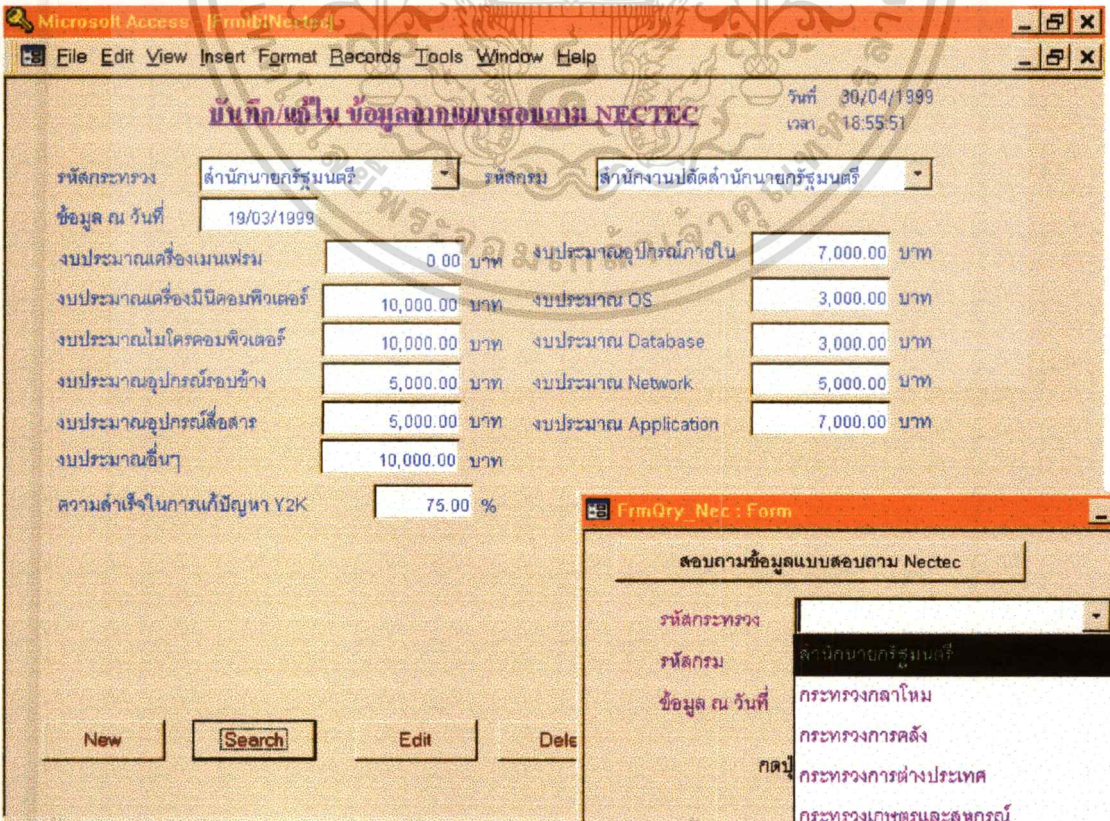 Microsoft Access - [FrmtblNectec]
File Edit View Insert Format Records Tools Window Help
บันทึก/แก้ไข ข้อมูลจากแบบสอบถาม NECTEC
วันที่ 30/04/1999
เวลา 18:55:51
รหัสกระทรวง สำนักนายกรัฐมนตรี รหัสกรม สำนักงานปลัดสำนักนายกรัฐมนตรี
ข้อมูล ณ วันที่ 19/03/1999
งบประมาณเครื่องเมนเฟรม 0.00 บาท งบประมาณอุปกรณ์ภายใน 7,000.00 บาท
งบประมาณเครื่องมินิคอมพิวเตอร์ 10,000.00 บาท งบประมาณ OS 3,000.00 บาท
งบประมาณไมโครคอมพิวเตอร์ 10,000.00 บาท งบประมาณ Database 3,000.00 บาท
งบประมาณอุปกรณ์รอบข้าง 5,000.00 บาท งบประมาณ Network 5,000.00 บาท
งบประมาณอุปกรณ์สื่อสาร 5,000.00 บาท งบประมาณ Application 7,000.00 บาท
งบประมาณอื่นๆ 10,000.00 บาท
ความสำเร็จในการแก้ปัญหา Y2K 75.00 %
New Search Edit Dele
FrmQry_Nec : Form
สอบถามข้อมูลแบบสอบถาม Nectec
รหัสกระทรวง
รหัสกรม สำนักนายกรัฐมนตรี
ข้อมูล ณ วันที่ กระทรวงกลาโหม
กระทรวงการคลัง
กดปุ่ กระทรวงการต่างประเทศ
กระทรวงเกษตรและสหกรณ์